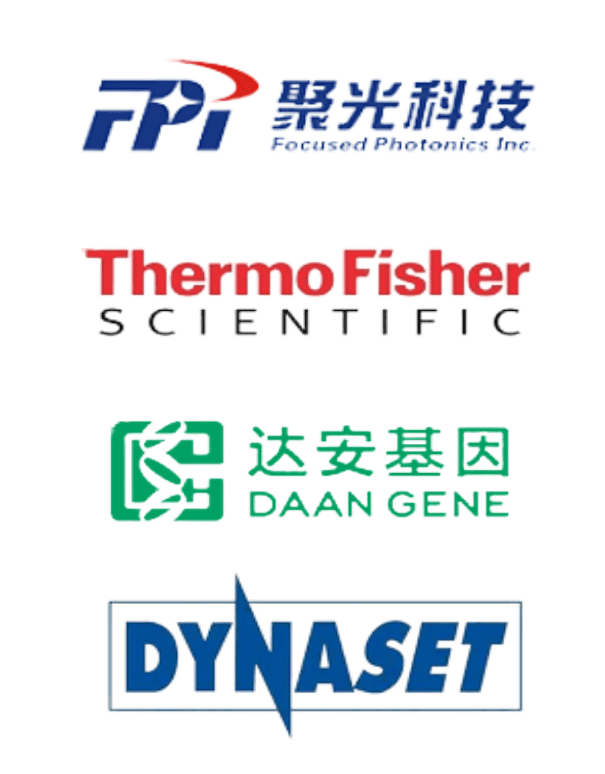 FPI 聚光科技
Focused Photonics Inc.
ThermoFisher
SCIENTIFIC
达安基因
DAAN GENE
DYNASET